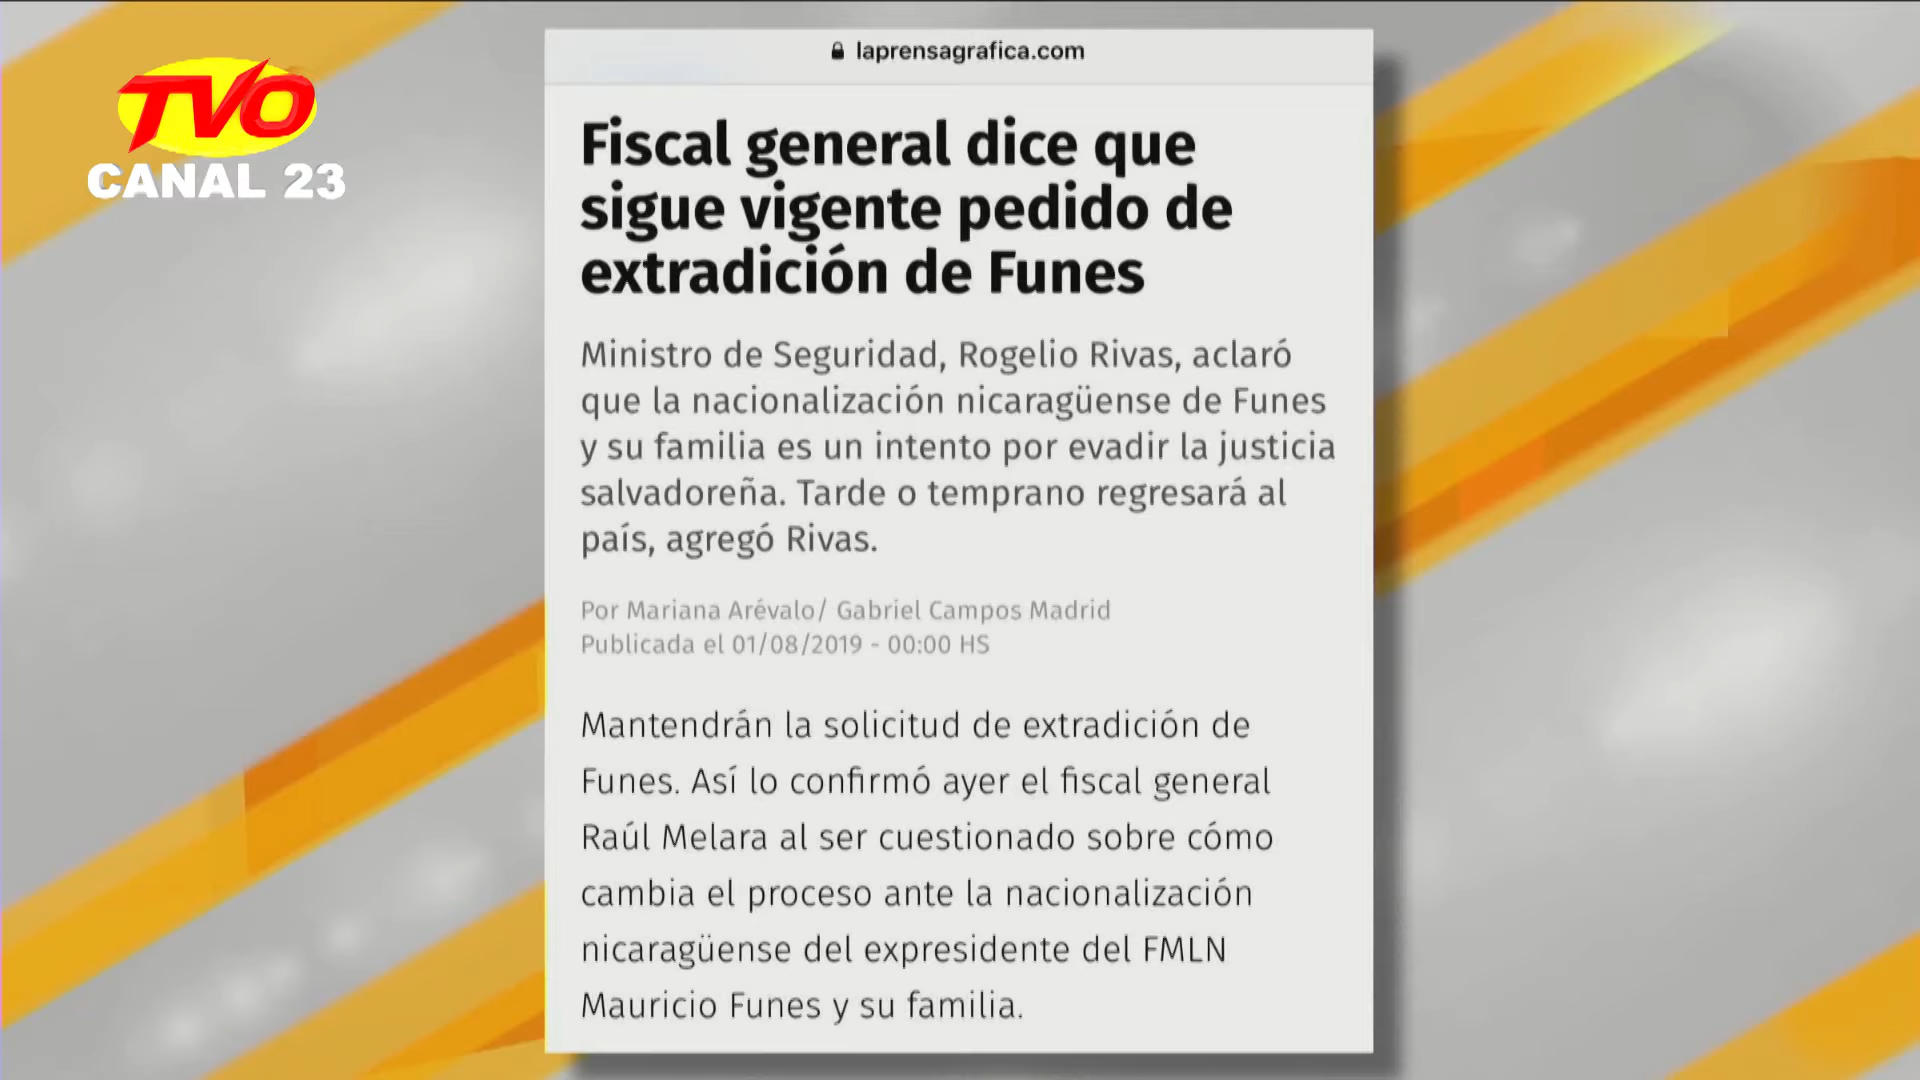 TVO
CANAL 23
laprensagrafica.com
Fiscal general dice que
sigue vigente pedido de
extradición de Funes
Ministro de Seguridad, Rogelio Rivas, aclaró
que la nacionalización nicaragüense de Funes
y su familia es un intento por evadir la justicia
salvadoreña. Tarde o temprano regresará al
país, agregó Rivas.
Por Mariana Arévalo/ Gabriel Campos Madrid
Publicada el 01/08/2019 - 00:00 HS
Mantendrán la solicitud de extradición de
Funes. Así lo confirmó ayer el fiscal general
Raúl Melara al ser cuestionado sobre cómo
cambia el proceso ante la nacionalización
nicaragüense del expresidente del FMLN
Mauricio Funes y su familia.